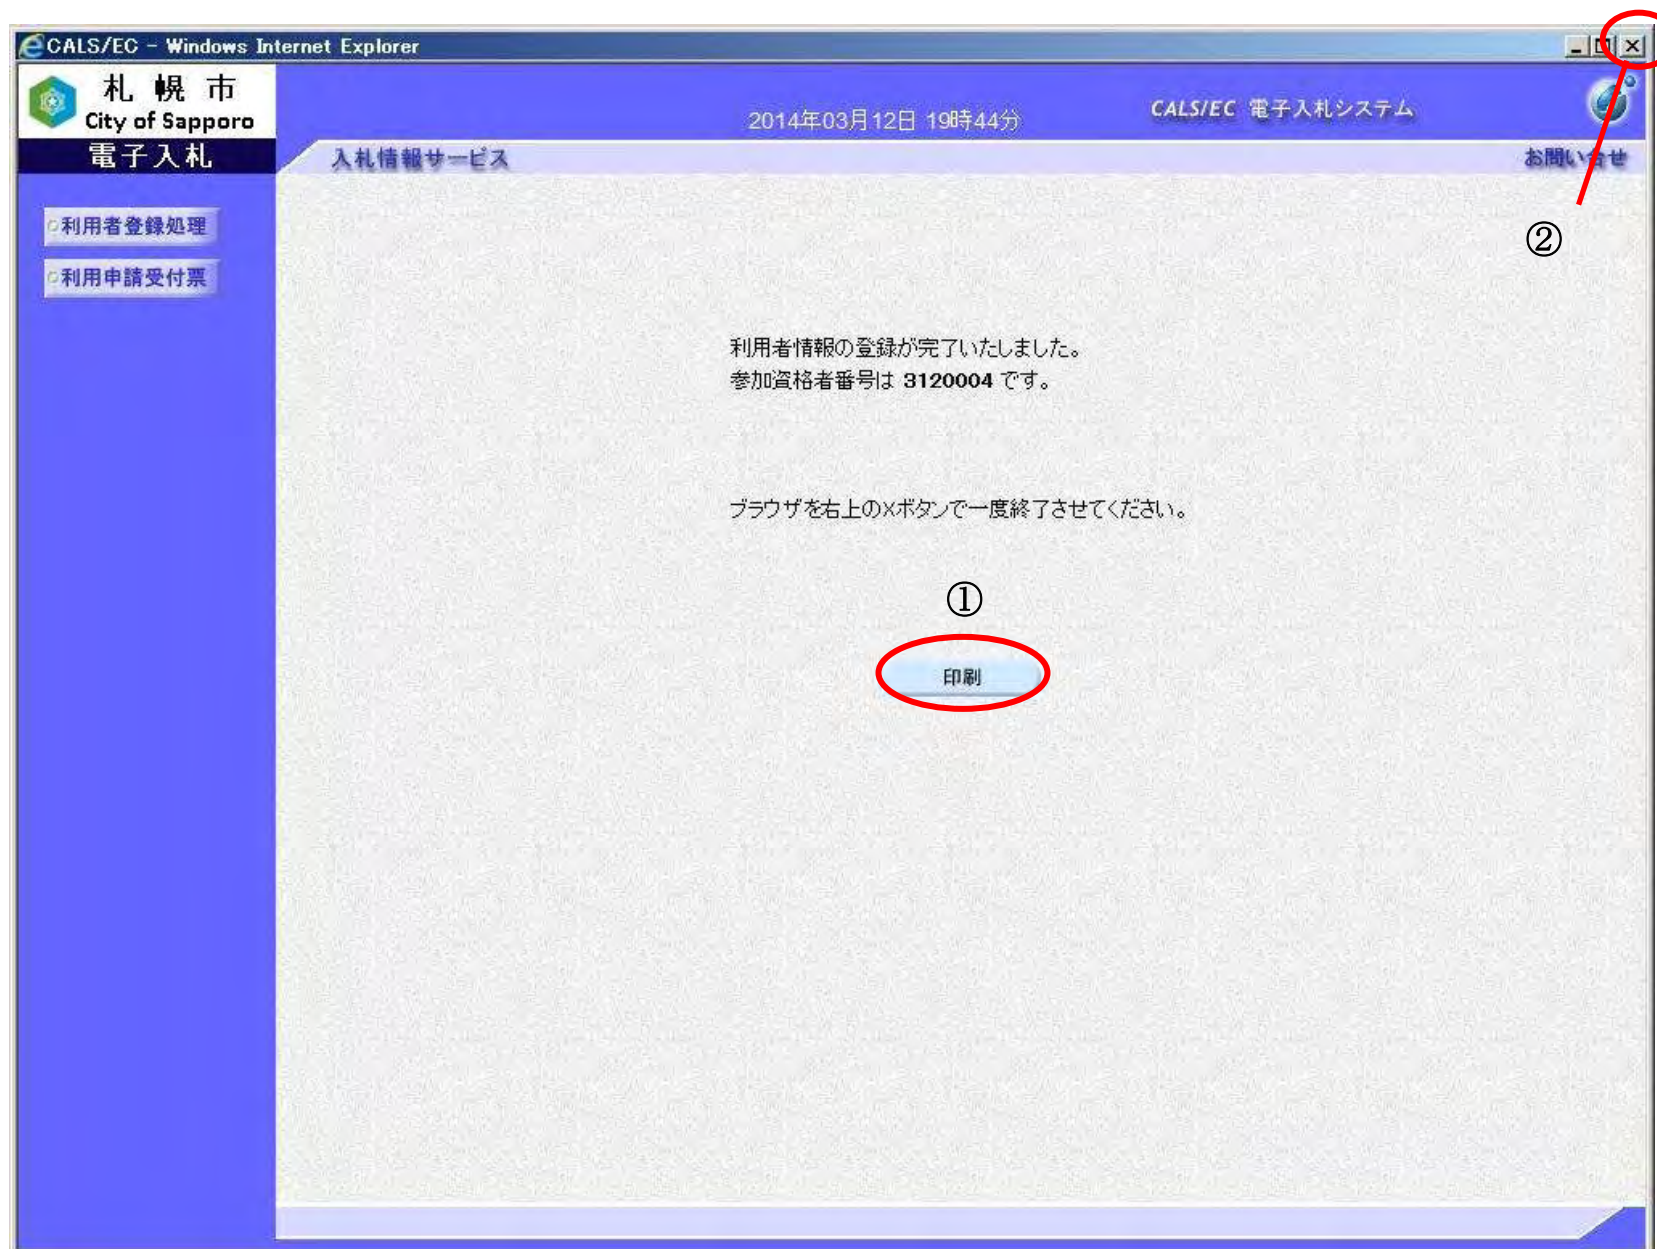 CALS/EC - Windows Internet Explorer
札 幌 市
City of Sapporo
2014年03月12日 19時44分
CALS/EC 電子入札システム
電子入札
入札情報サービス
お問い合せ
利用者登録処理
②
利用申請受付票
利用者情報の登録が完了いたしました。
参加資格者番号は 3120004 です。
ブラウザを右上の×ボタンで一度終了させてください。
①
印刷